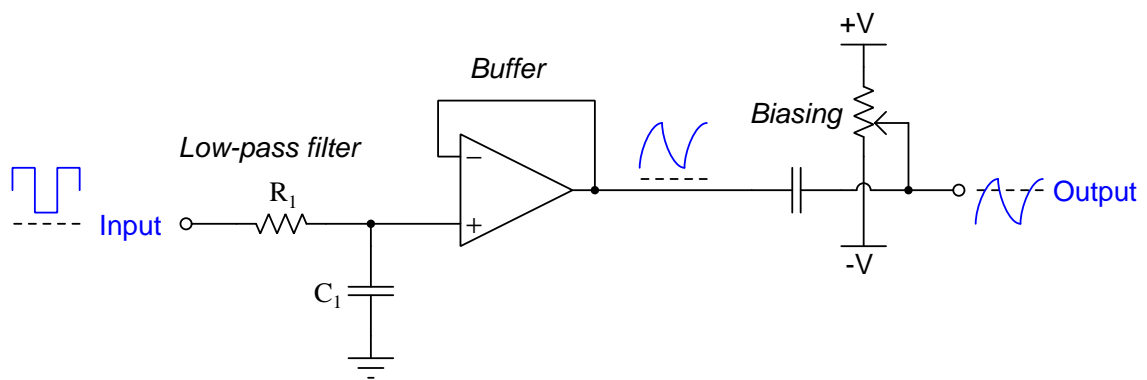 +V
Buffer
Biasing
Low-pass filter
R1
−
Input
+
Output
C1
-V